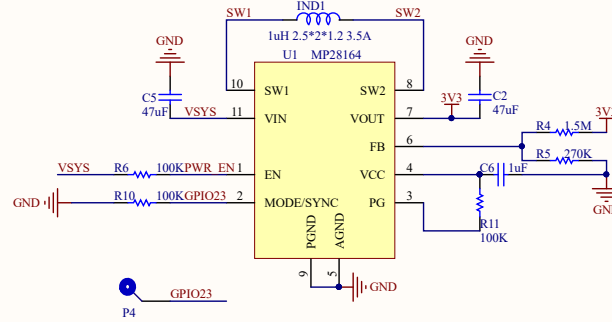 IND1
SW1
SW2
1uH 2.5*2*1.2 3.5A
GND
U1 MP28164
GND
10
SW1
SW2
8
C5
47uF
VSYS
11
VIN
VOUT
7
3V3
C2
47uF
FB
6
R4
1.5M
3V3
R5
270K
VSYS
R6
100K
PWR_EN
1
EN
VCC
4
C6
1uF
GND
R10
100K
GPIO23
2
MODE/SYNC
PG
3
R11
100K
PGND
AGND
9
5
GND
P4
GPIO23